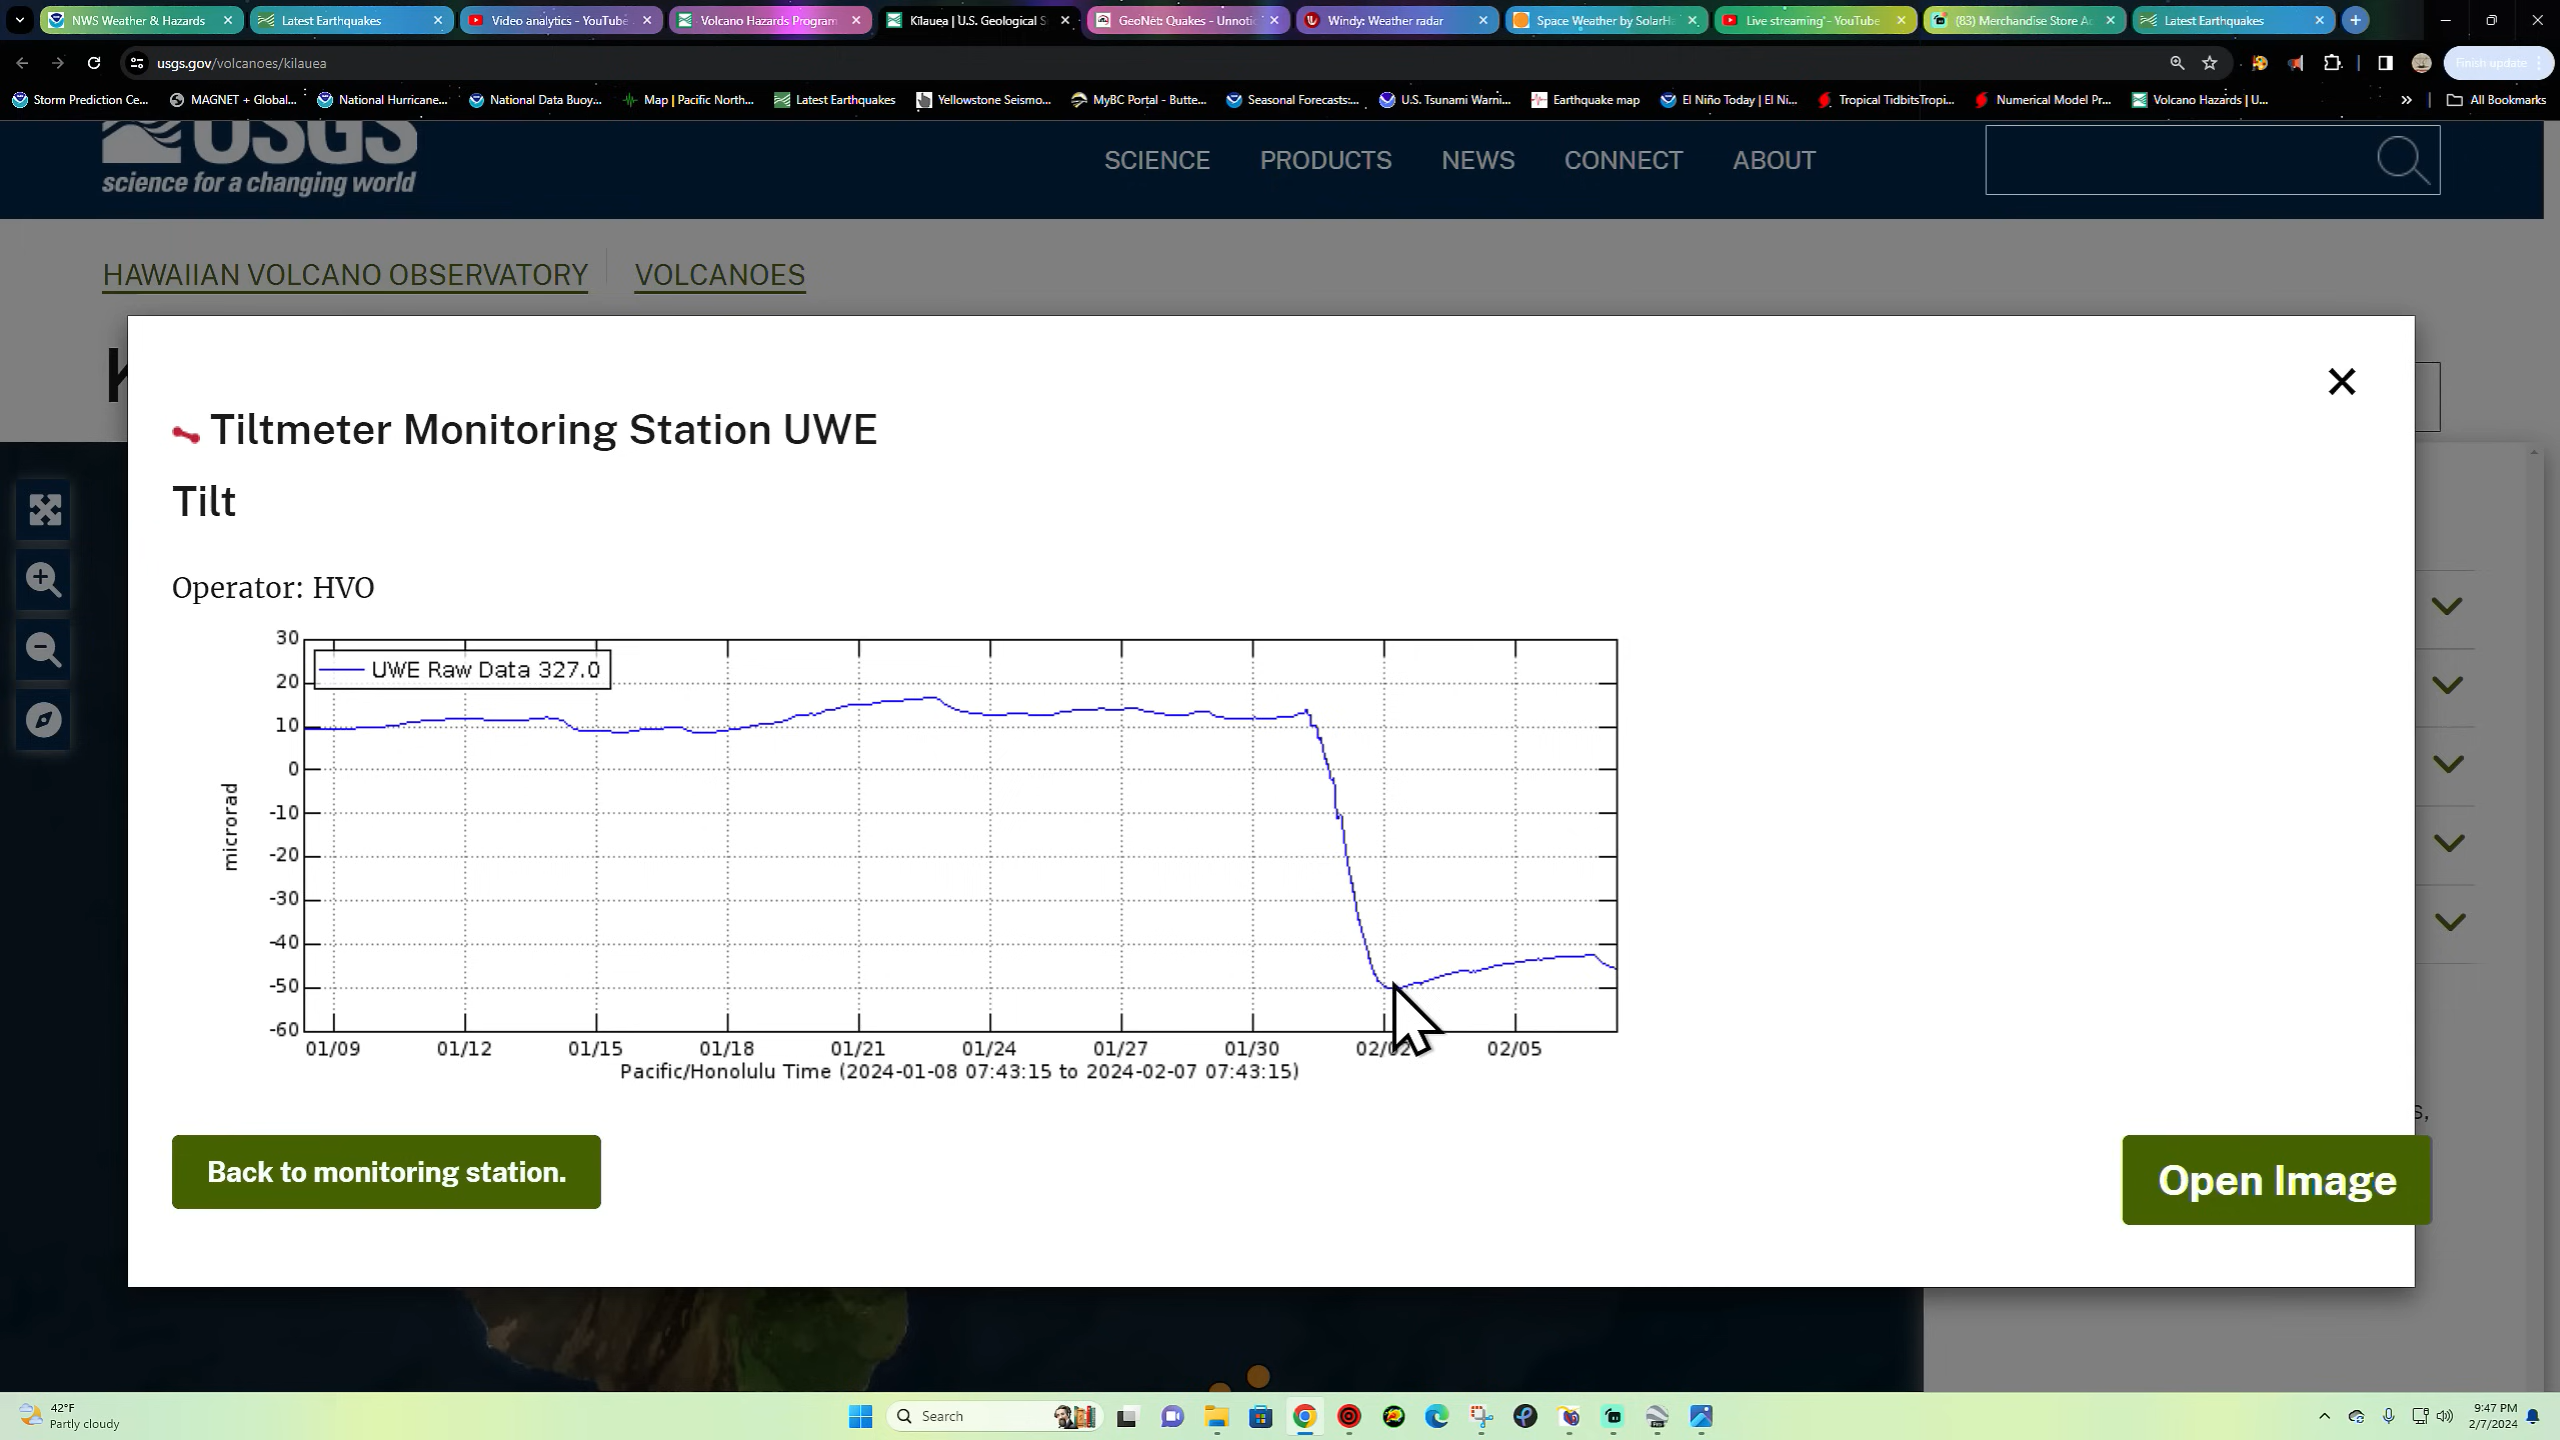 NWS Weather & Hazards
Latest Earthquakes
Video analytics - YouTube
Volcano Hazards Program
Kīlauea | U.S. Geological S
GeoNet: Quakes - Unnotic
Windy: Weather radar
Space Weather by SolarHa
Live streaming - YouTube
(83) Merchandise Store Ac
Latest Earthquakes
usgs.gov/volcanoes/kilauea
Finish update
Storm Prediction Ce...
MAGNET + Global...
National Hurricane...
National Data Buoy...
Map | Pacific North...
Latest Earthquakes
Yellowstone Seismo...
MyBC Portal - Butte...
Seasonal Forecasts:...
U.S. Tsunami Warni...
Earthquake map
El Niño Today | El Ni...
Tropical TidbitsTropi...
Numerical Model Pr...
Volcano Hazards | U...
All Bookmarks
USGS
science for a changing world
SCIENCE
PRODUCTS
NEWS
CONNECT
ABOUT
HAWAIIAN VOLCANO OBSERVATORY
VOLCANOES
K
Tiltmeter Monitoring Station UWE
Tilt
Operator: HVO
UWE Raw Data 327.0
30
20
10
0
-10
-20
-30
-40
-50
-60
microrad
01/09 01/12 01/15 01/18 01/21 01/24 01/27 01/30 02/02 02/05
Pacific/Honolulu Time (2024-01-08 07:43:15 to 2024-02-07 07:43:15)
s,
Back to monitoring station.
Open Image
42°F
Partly cloudy
Search
9:47 PM
2/7/2024